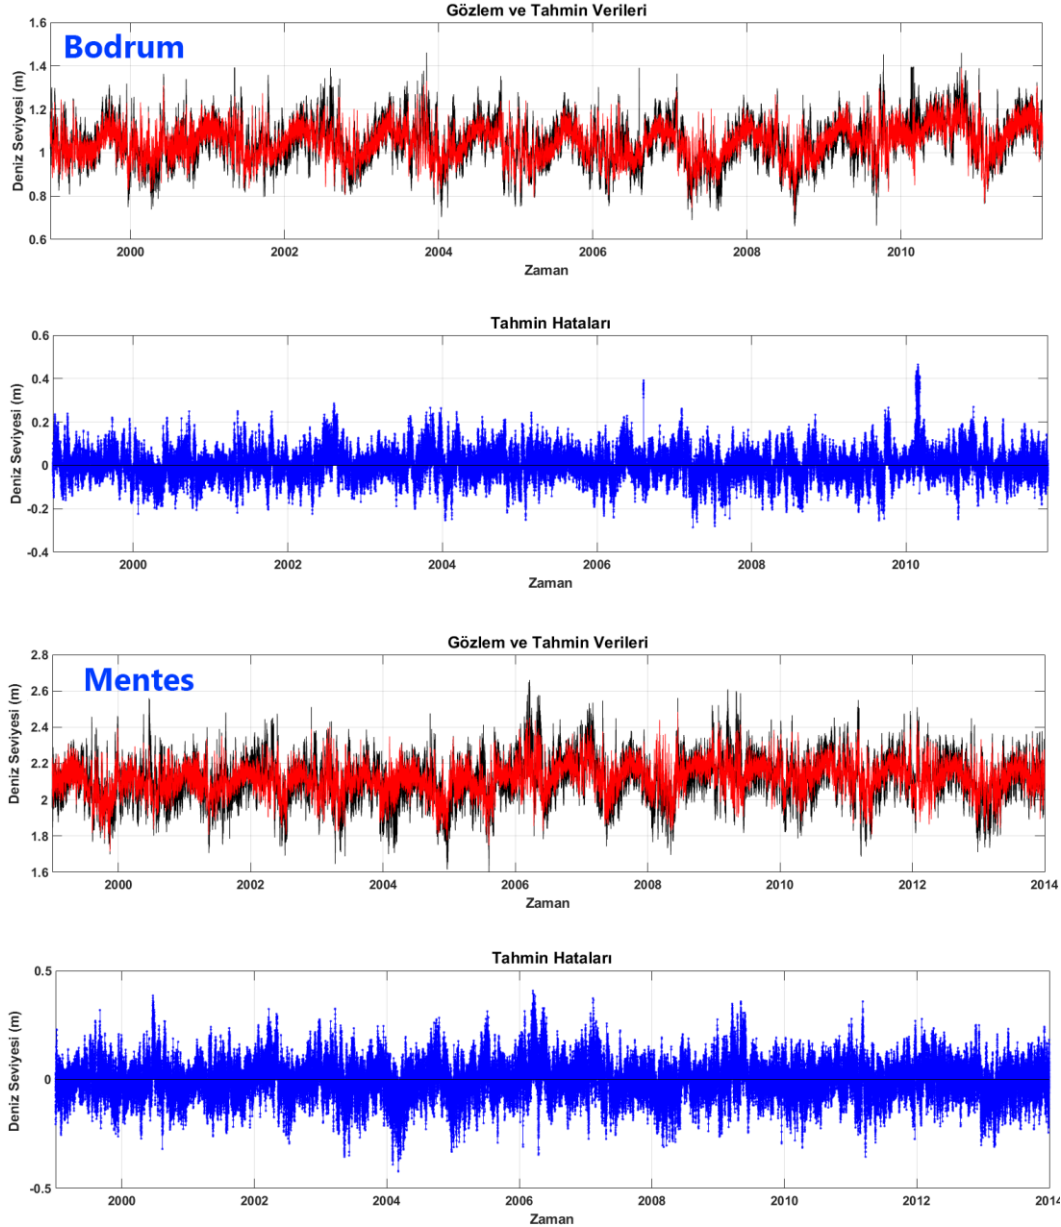 Gözlem ve Tahmin Verileri
Bodrum
Deniz Seviyesi (m)
1.6
1.4
1.2
1
0.8
0.6
2000 2002 2004 2006 2008 2010
Zaman
Tahmin Hataları
Deniz Seviyesi (m)
0.6
0.4
0.2
0
-0.2
-0.4
2000 2002 2004 2006 2008 2010
Zaman
Gözlem ve Tahmin Verileri
Mentes
Deniz Seviyesi (m)
2.8
2.6
2.4
2.2
2
1.8
1.6
2000 2002 2004 2006 2008 2010 2012 2014
Zaman
Tahmin Hataları
Deniz Seviyesi (m)
0.5
0
-0.5
2000 2002 2004 2006 2008 2010 2012 2014
Zaman